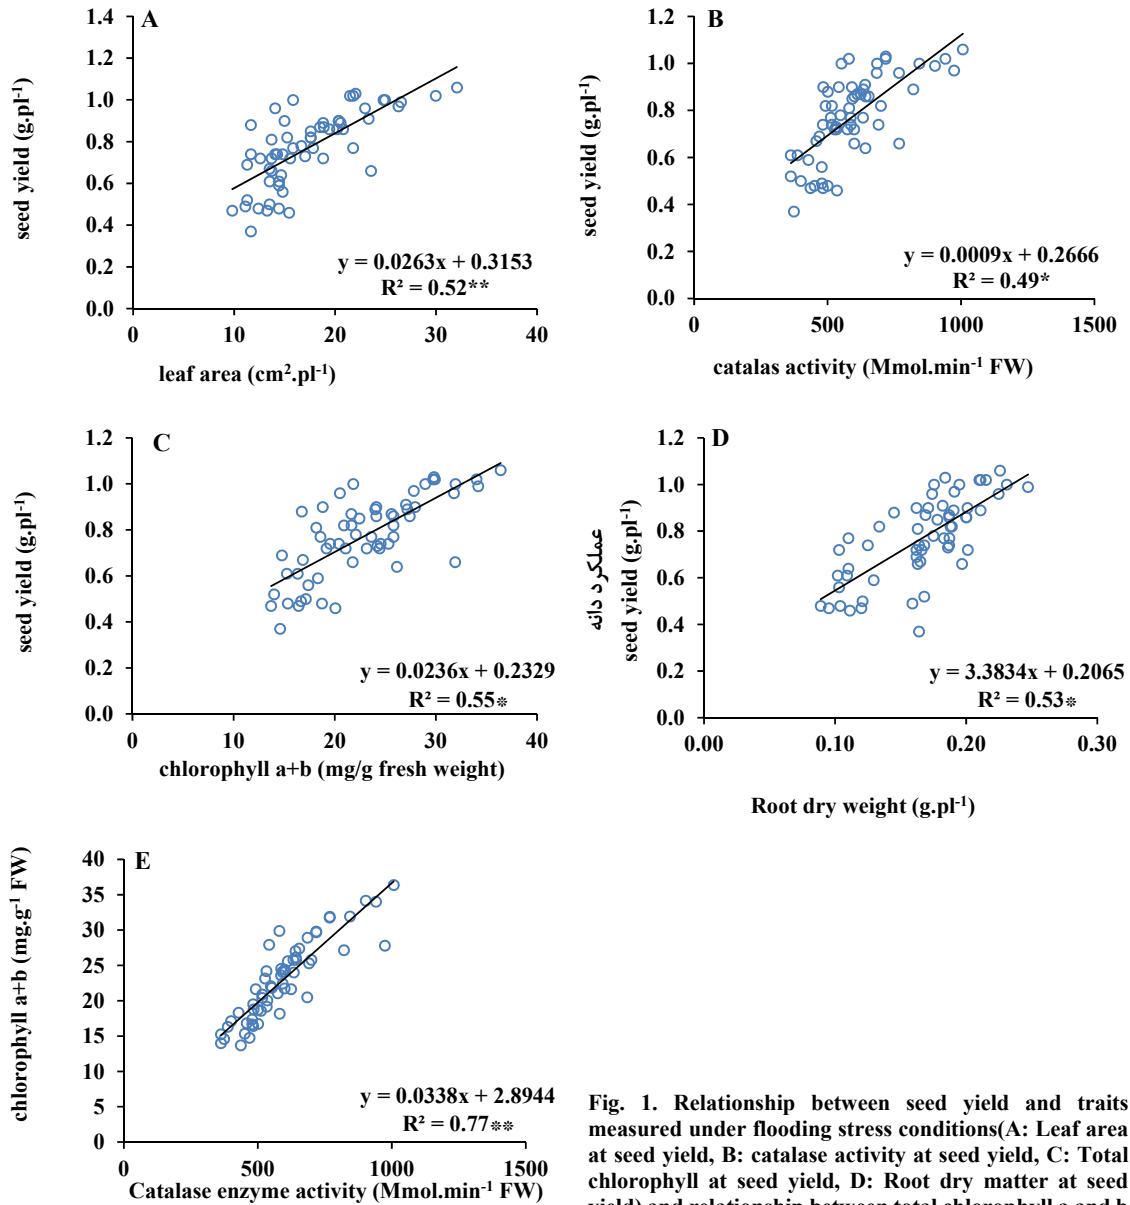 A
1.4
1.2
1.0
0.8
0.6
0.4
0.2
0.0
seed yield (g.pl-1)
y = 0.0263x + 0.3153
R² = 0.52**
0 10 20 30 40
leaf area (cm2.pl-1)
B
1.2
1.0
0.8
0.6
0.4
0.2
0.0
seed yield (g.pl-1)
y = 0.0009x + 0.2666
R² = 0.49*
0 500 1000 1500
catalas activity (Mmol.min-1 FW)
C
1.2
1.0
0.8
0.6
0.4
0.2
0.0
seed yield (g.pl-1)
y = 0.0236x + 0.2329
R² = 0.55*
0 10 20 30 40
chlorophyll a+b (mg/g fresh weight)
D
1.2
1.0
0.8
0.6
0.4
0.2
0.0
عملکرد دانه
seed yield (g.pl-1)
y = 3.3834x + 0.2065
R² = 0.53*
0.00 0.10 0.20 0.30
Root dry weight (g.pl-1)
E
40
35
30
25
20
15
10
5
0
chlorophyll a+b (mg.g-1 FW)
y = 0.0338x + 2.8944
R² = 0.77**
0 500 1000 1500
Catalase enzyme activity (Mmol.min-1 FW)
Fig. 1. Relationship between seed yield and traits
measured under flooding stress conditions(A: Leaf area
at seed yield, B: catalase activity at seed yield, C: Total
chlorophyll at seed yield, D: Root dry matter at seed
yield) and relationship between total chlorophyll a and b